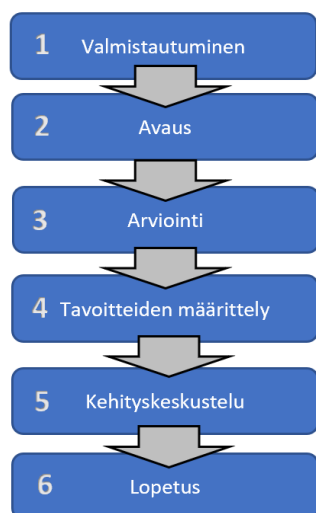 1 Valmistautuminen
2 Avaus
3 Arviointi
4 Tavoitteiden määrittely
5 Kehityskeskustelu
6 Lopetus